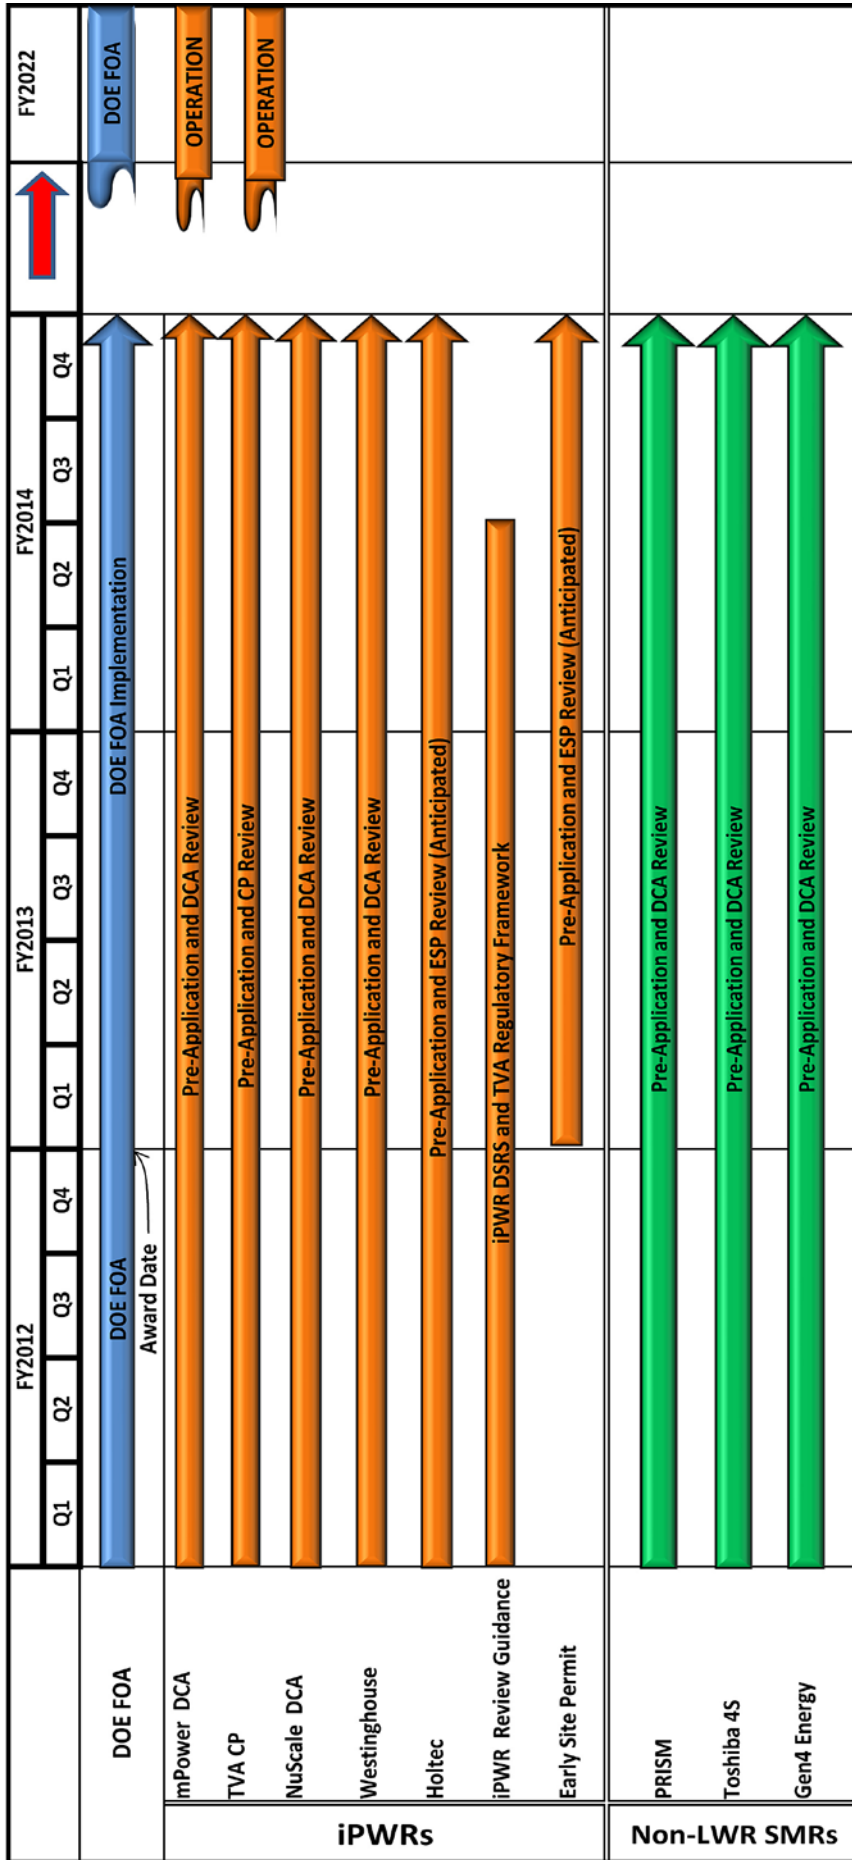 FY2012
FY2013
FY2014
FY2022
Q1
Q2
Q3
Q4
Q1
Q2
Q3
Q4
Q1
Q2
Q3
Q4
DOE FOA
DOE FOA
DOE FOA Implementation
DOE FOA
Award Date
iPWRs
mPower DCA
Pre-Application and DCA Review
OPERATION
TVA CP
Pre-Application and CP Review
OPERATION
NuScale DCA
Pre-Application and DCA Review
Westinghouse
Pre-Application and DCA Review
Holtec
Pre-Application and ESP Review (Anticipated)
iPWR Review Guidance
iPWR DSRS and TVA Regulatory Framework
Early Site Permit
Pre-Application and ESP Review (Anticipated)
Non-LWR SMRs
PRISM
Pre-Application and DCA Review
Toshiba 4S
Pre-Application and DCA Review
Gen4 Energy
Pre-Application and DCA Review